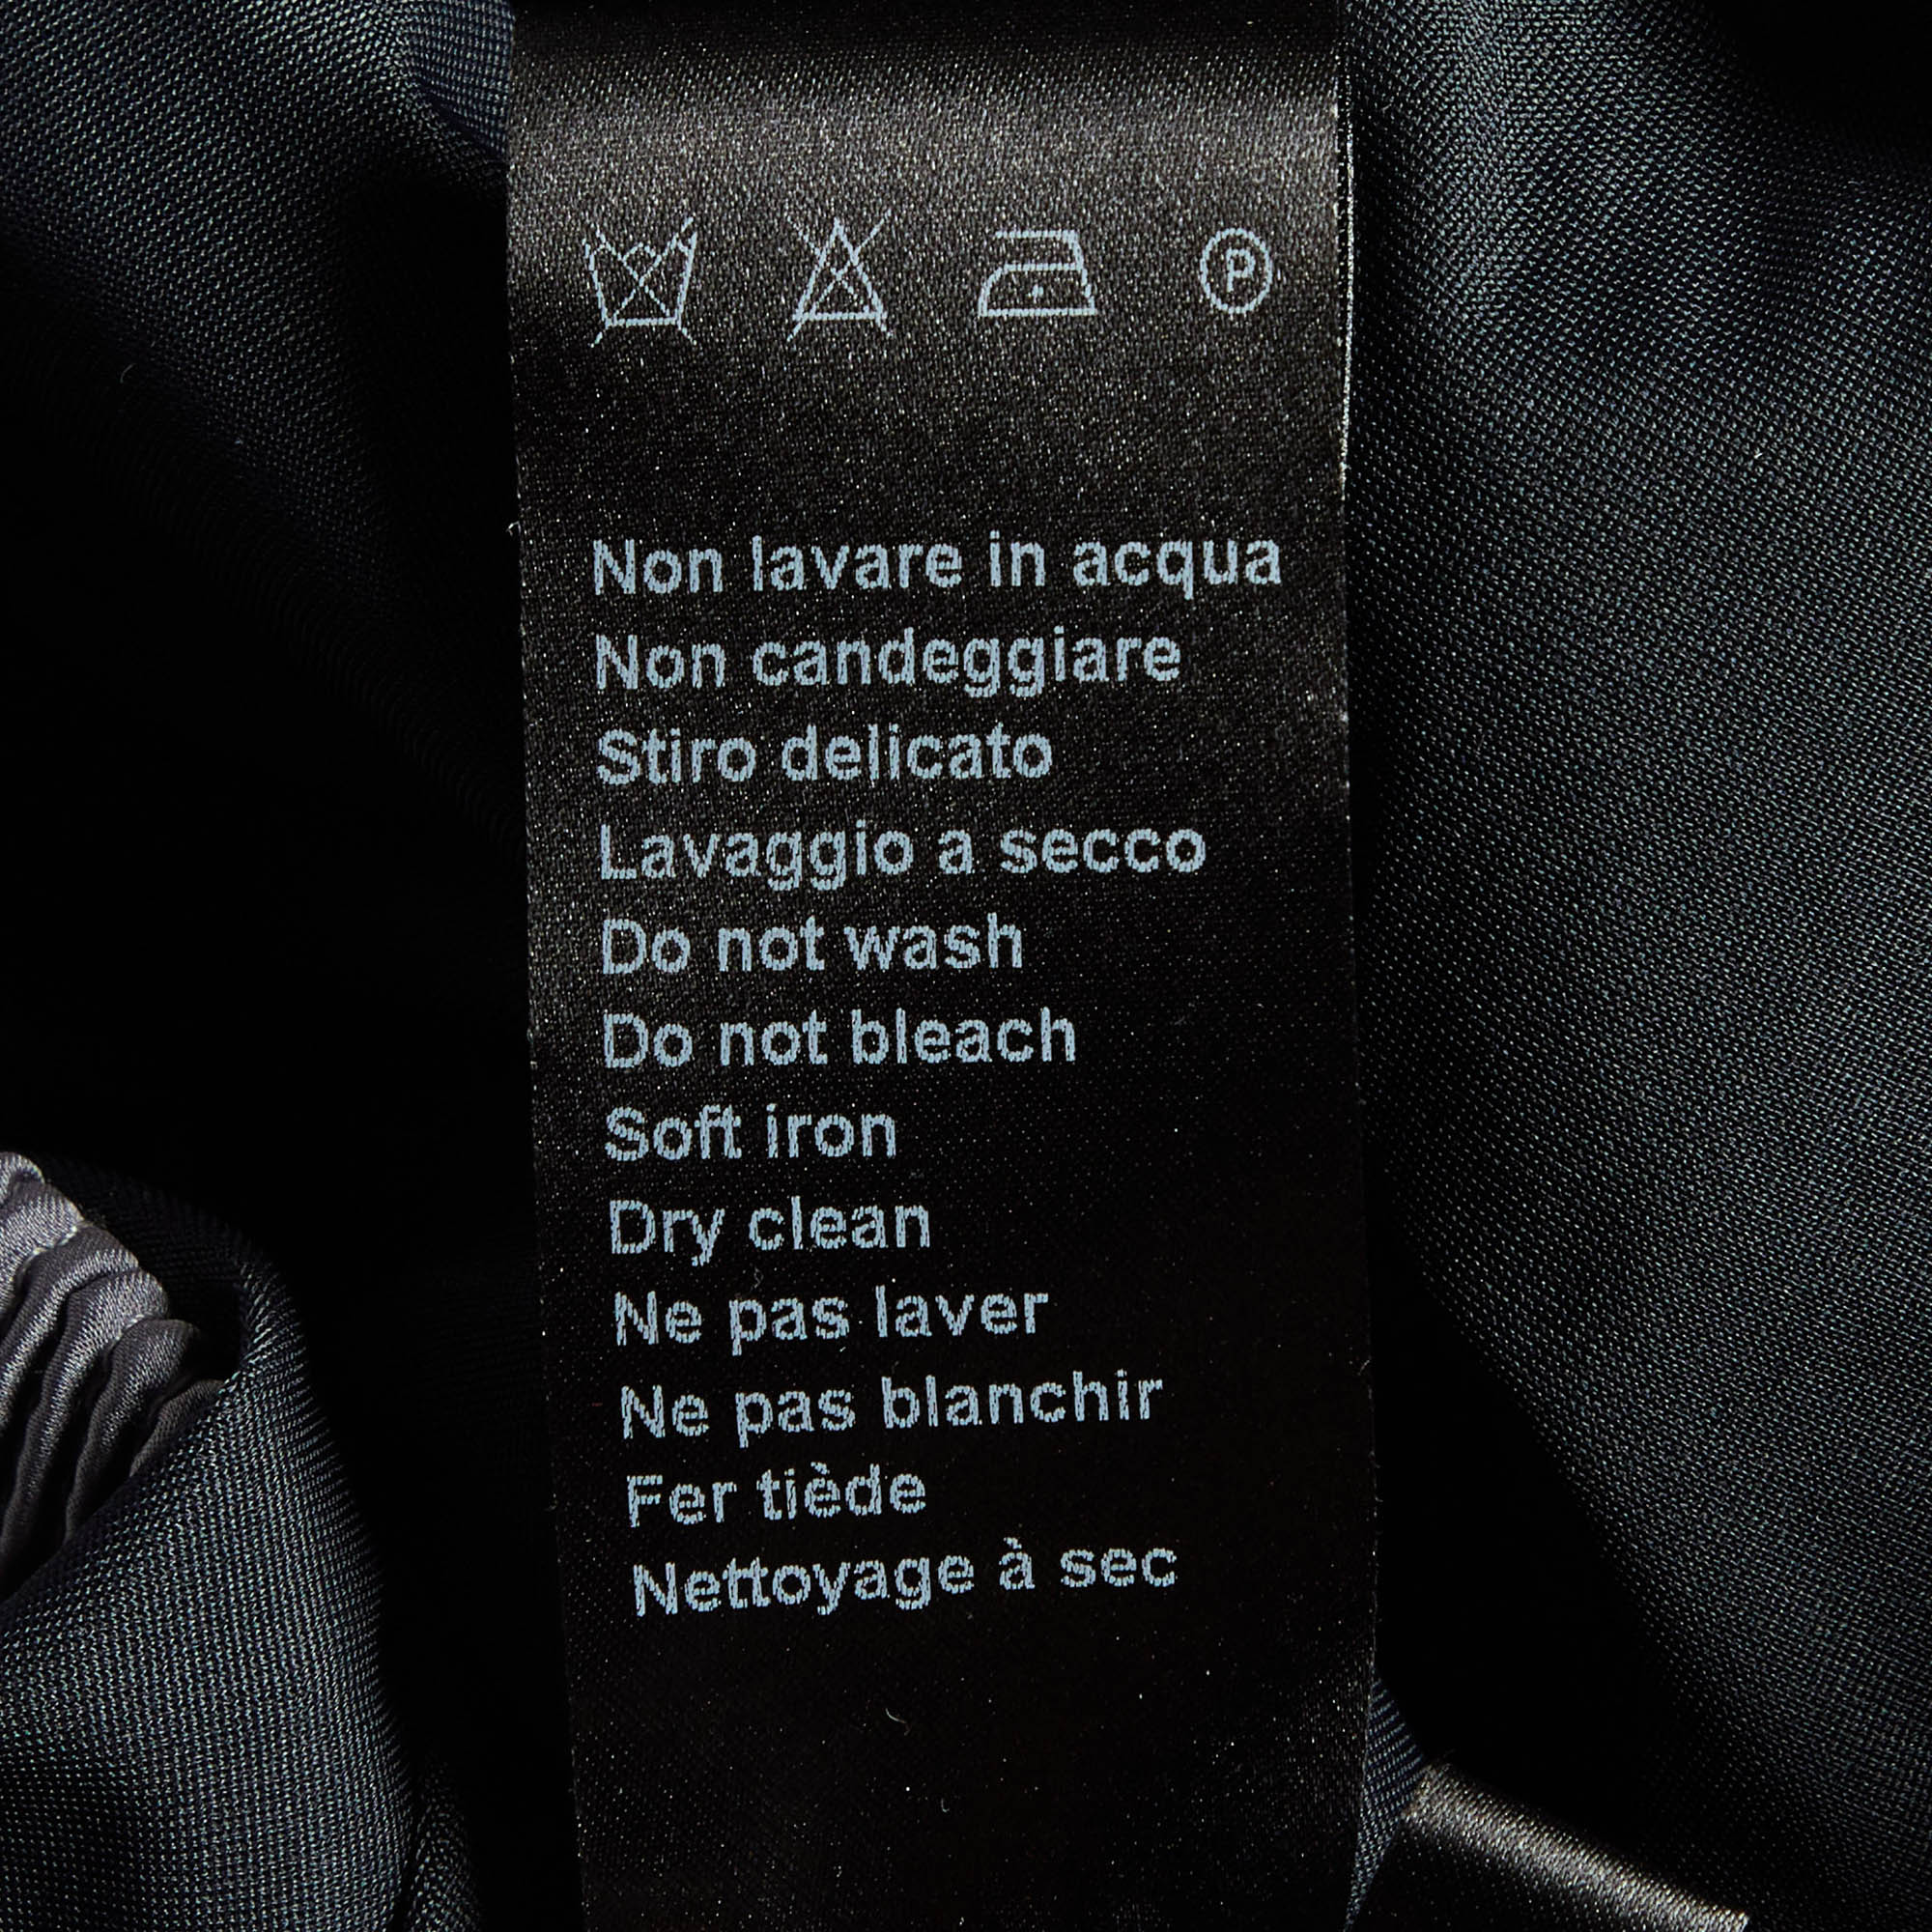 P
Non lavare in acqua
Non candeggiare
Stiro delicato
Lavaggio a secco
Do not wash
Do not bleach
Soft iron
Dry clean
Ne pas laver
Ne pas blanchir
Fer tiède
Nettoyage à sec